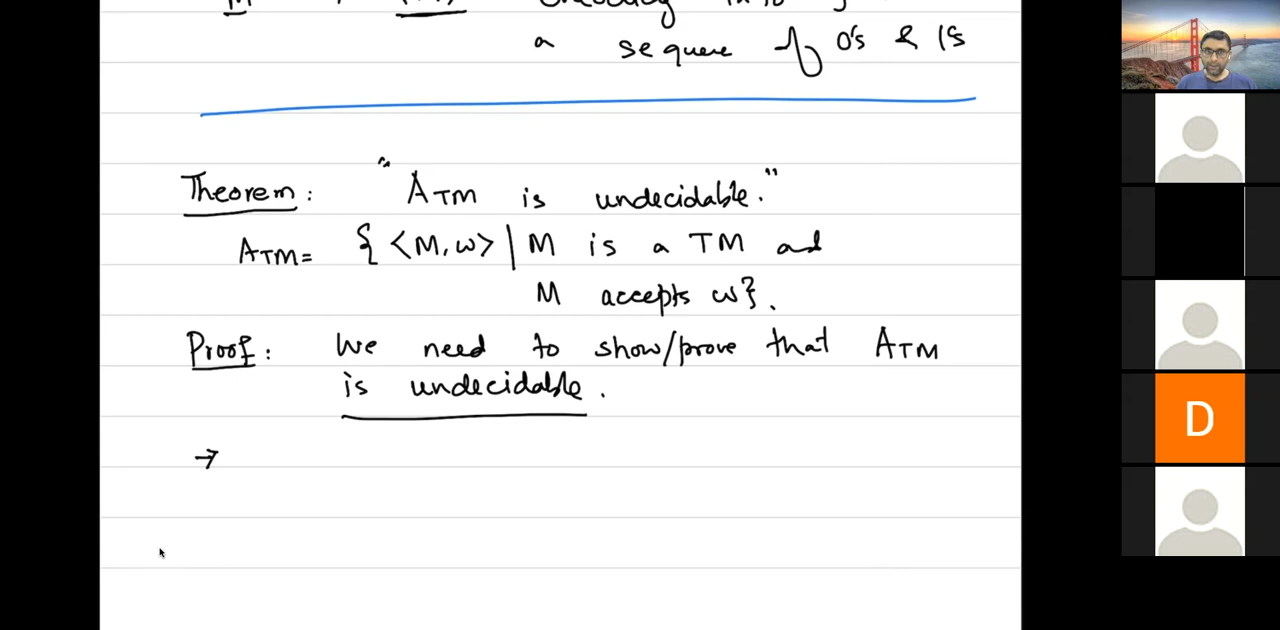 a sequence of 0's & 1s
Theorem: "ATM is undecidable."
ATM = { <M, w> | M is a TM and
M accepts w}.
Proof: We need to show/prove that ATM
is undecidable.
→
D